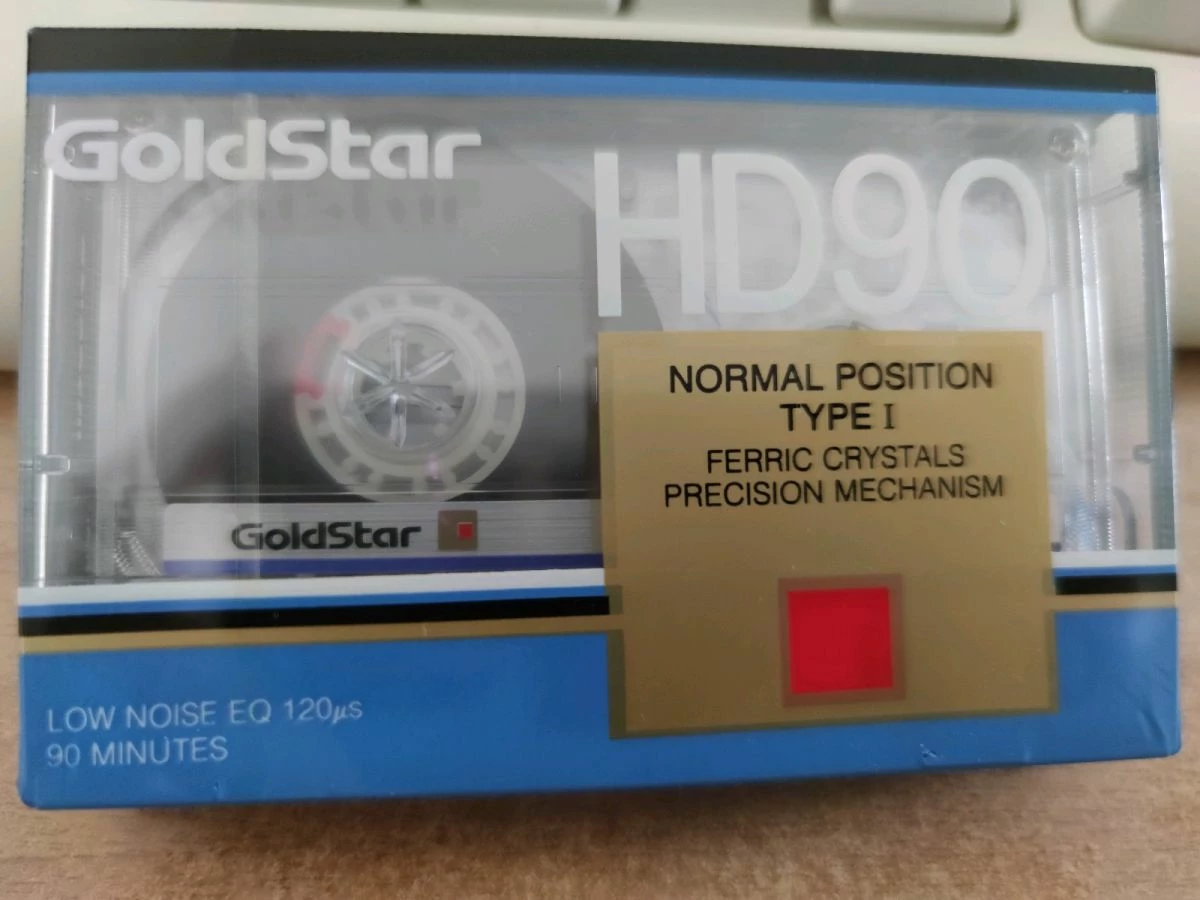 GoldStar
HD90
NORMAL POSITION
TYPE I
FERRIC CRYSTALS
PRECISION MECHANISM
GoldStar
LOW NOISE EQ 120µs
90 MINUTES